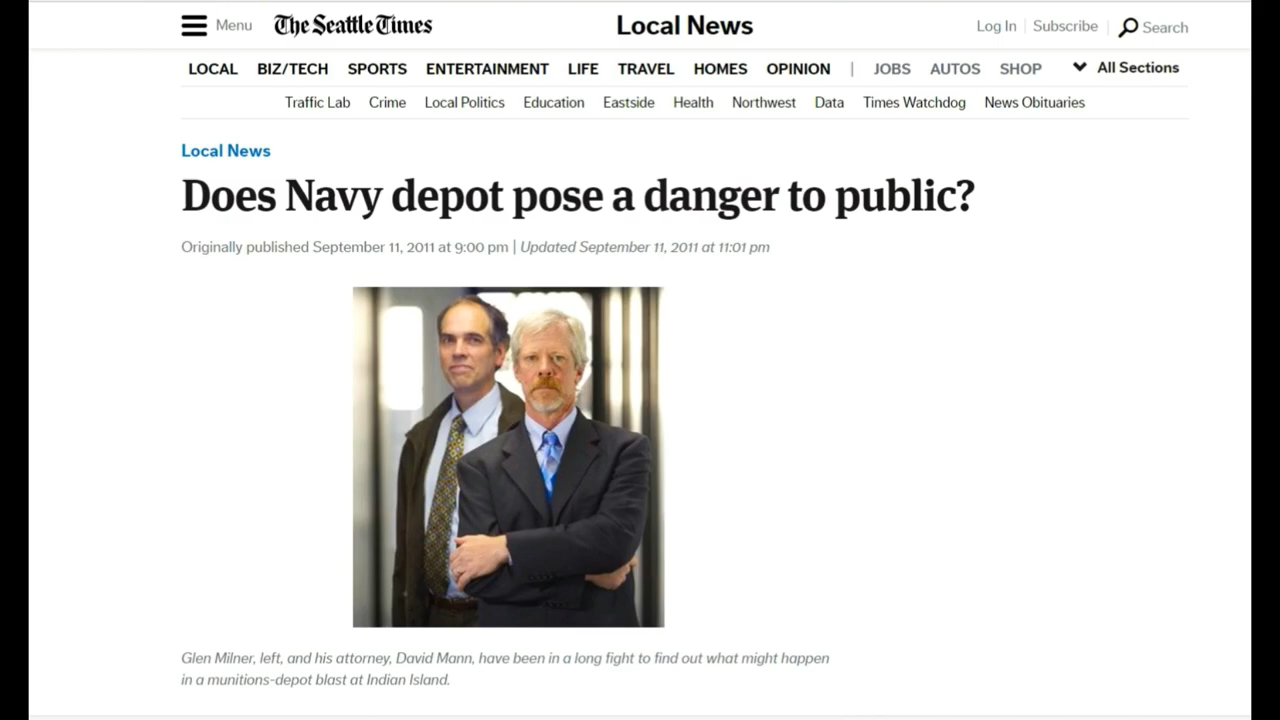 Menu The Seattle Times Local News Log In Subscribe Search
LOCAL BIZ/TECH SPORTS ENTERTAINMENT LIFE TRAVEL HOMES OPINION | JOBS AUTOS SHOP All Sections
Traffic Lab Crime Local Politics Education Eastside Health Northwest Data Times Watchdog News Obituaries
Local News
Does Navy depot pose a danger to public?
Originally published September 11, 2011 at 9:00 pm | Updated September 11, 2011 at 11:01 pm
Glen Milner, left, and his attorney, David Mann, have been in a long fight to find out what might happen
in a munitions-depot blast at Indian Island.